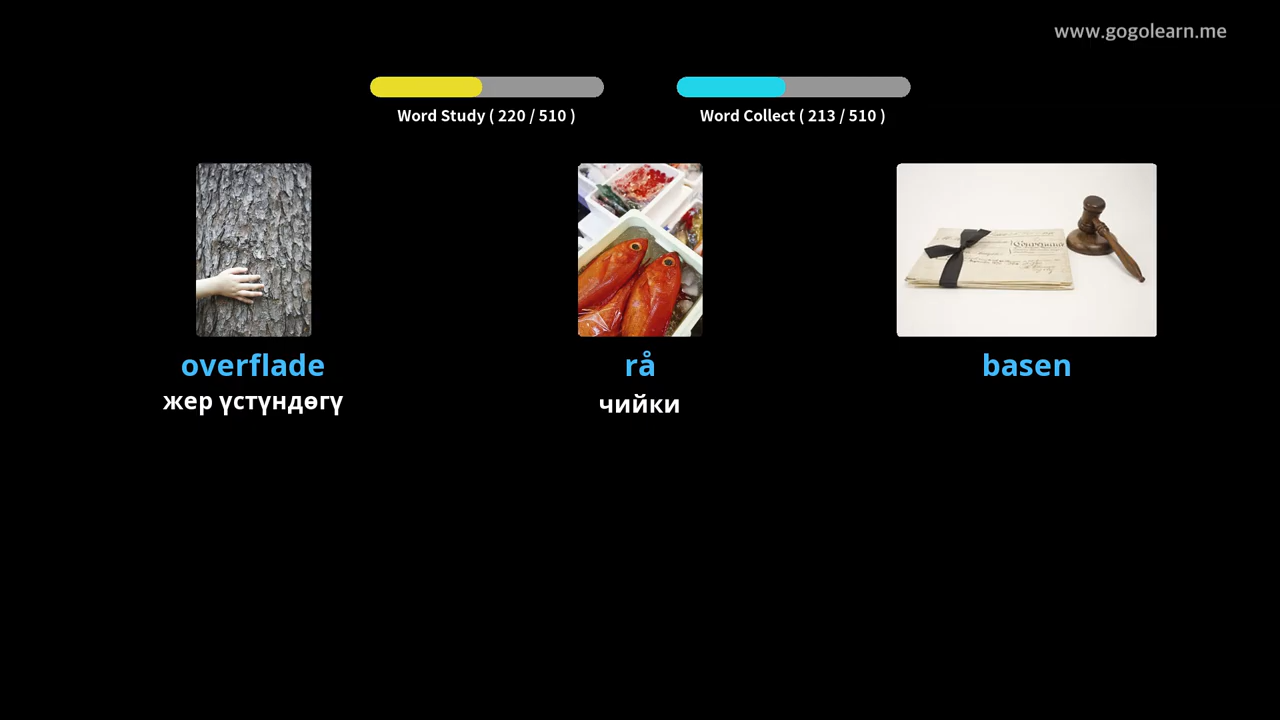 www.gogolearn.me
Word Study ( 220 / 510 )
Word Collect ( 213 / 510 )
overflade
rå
basen
жер үстүндөгү
чийки